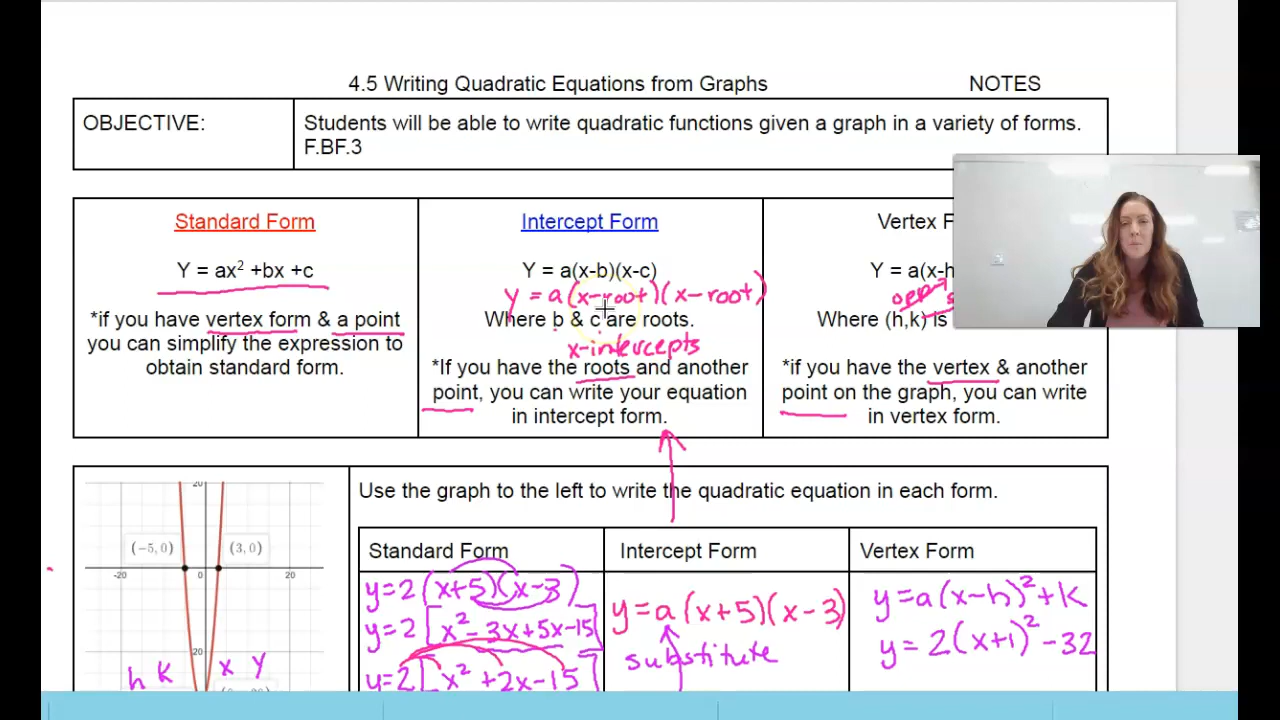 4.5 Writing Quadratic Equations from Graphs NOTES
OBJECTIVE:
Students will be able to write quadratic functions given a graph in a variety of forms.
F.BF.3
Standard Form
Y = ax² +bx +c
*if you have vertex form & a point
you can simplify the expression to
obtain standard form.
Intercept Form
Y = a(x-b)(x-c)
y = a(x-root)(x-root)
Where b & c are roots.
x-intercepts
*If you have the roots and another
point, you can write your equation
in intercept form.
Vertex F
Y = a(x-h
opp
Where (h,k) is
*if you have the vertex & another
point on the graph, you can write
in vertex form.
20
(−5, 0)
(3, 0)
-20
0
20
20
h k x y
Use the graph to the left to write the quadratic equation in each form.
Standard Form
y=2(x+5)(x-3)
y=2[x²-3x+5x-15]
y=2[x²+2x-15]
Intercept Form
y=a(x+5)(x-3)
substitute
Vertex Form
y=a(x-h)²+k
y=2(x+1)²-32